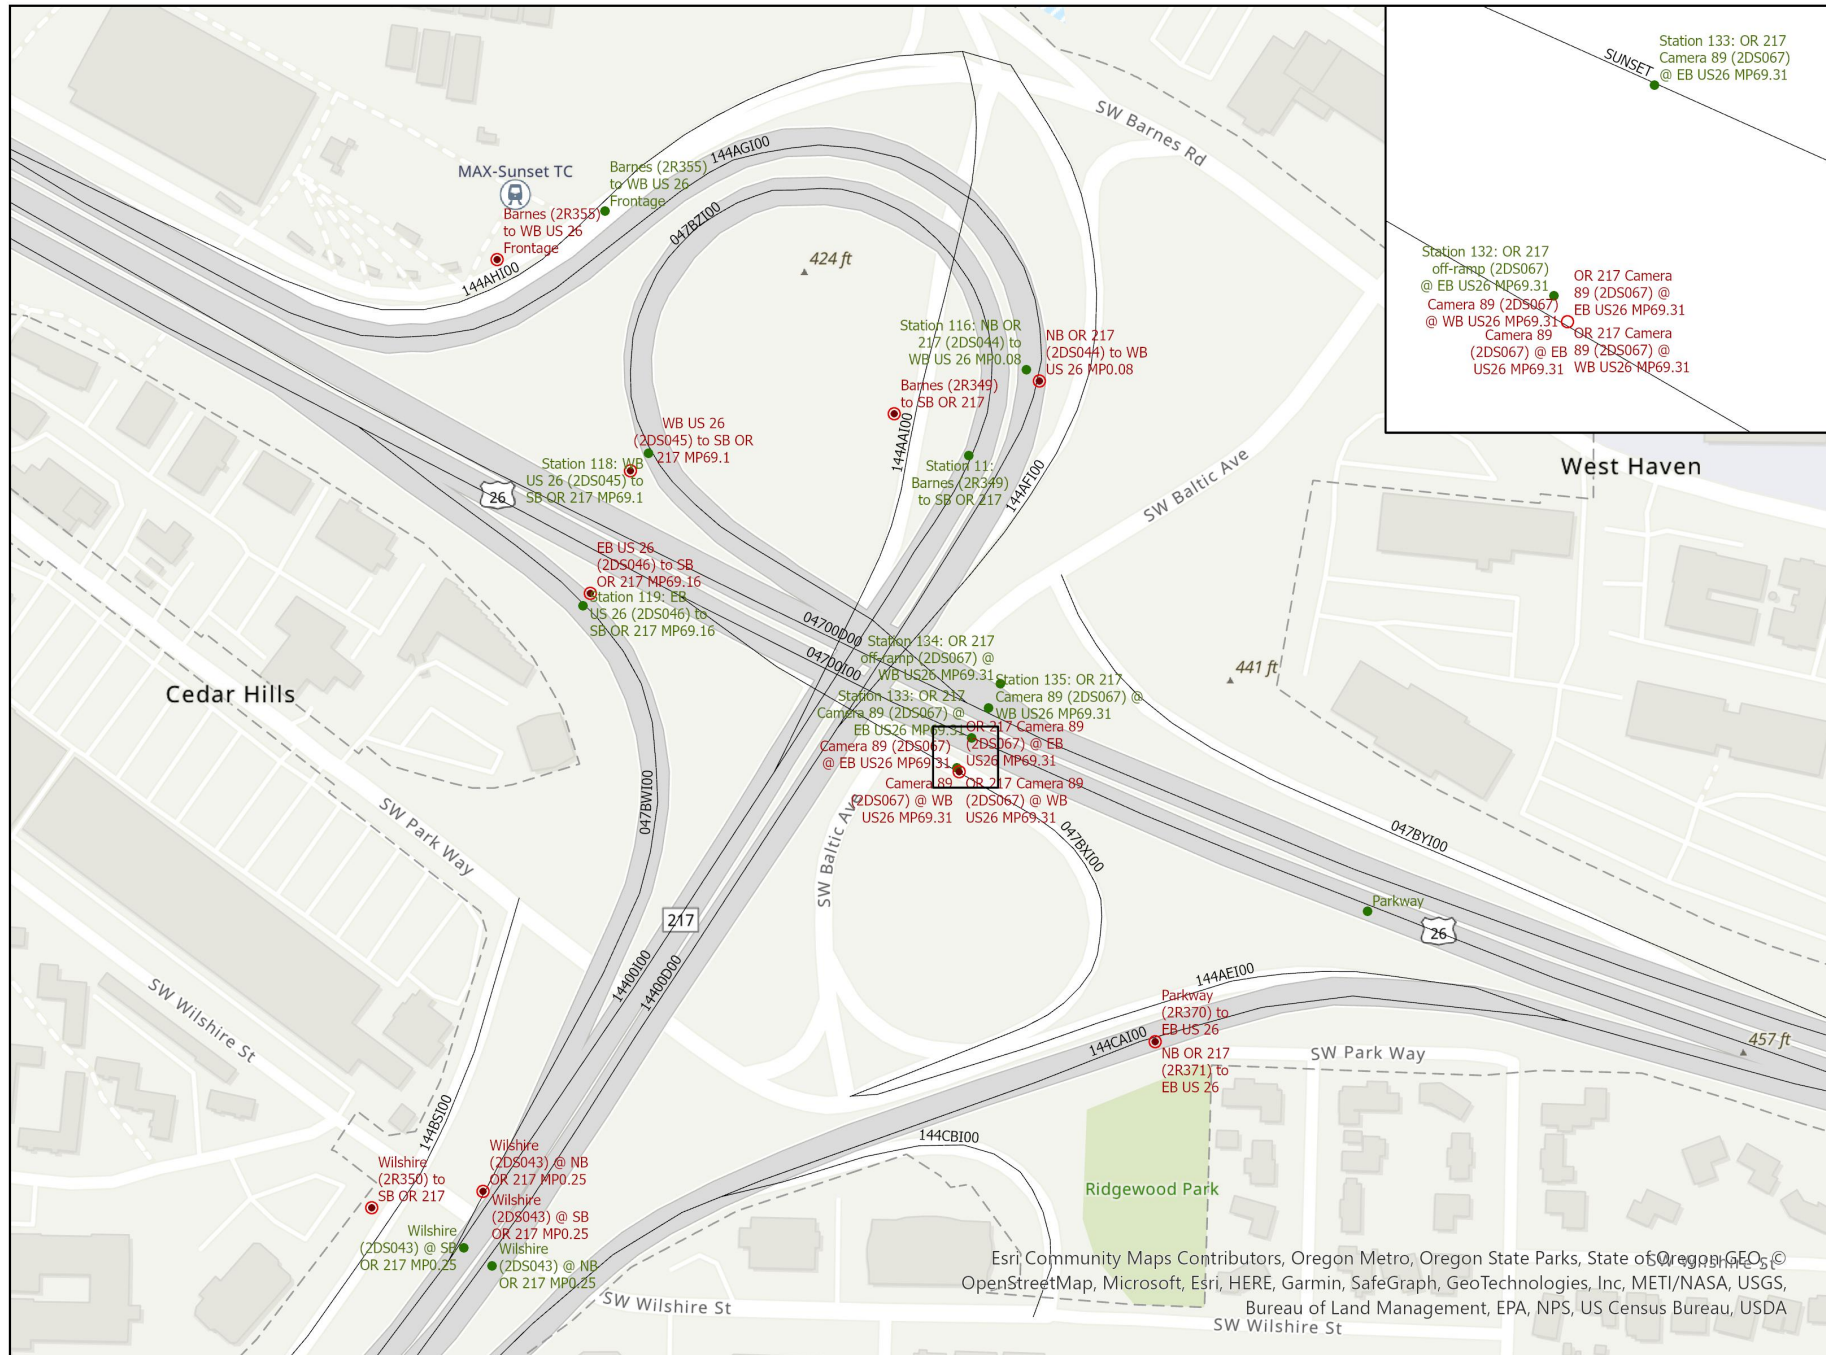 Station 133: OR 217
Camera 89 (2DS067)
@ EB US26 MP69.31
SUNSET
Station 132: OR 217
off-ramp (2DS067)
@ EB US26 MP69.31
OR 217 Camera
89 (2DS067) @
EB US26 MP69.31
Camera 89 (2DS067)
@ WB US26 MP69.31
Camera 89
(2DS067) @ EB
US26 MP69.31
OR 217 Camera
89 (2DS067) @
WB US26 MP69.31
SW Barnes Rd
144AGI00
MAX-Sunset TC
Barnes (2R355)
to WB US 26
Frontage
Barnes (2R355)
to WB US 26
Frontage
144AHI00
047BZI00
424 ft
Station 116: NB OR
217 (2DS044) to
WB US 26 MP0.08
NB OR 217
(2DS044) to WB
US 26 MP0.08
Barnes (2R349)
to SB OR 217
144AAI00
WB US 26
(2DS045) to SB OR
217 MP69.1
Station 118: WB
US 26 (2DS045) to
SB OR 217 MP69.1
Station 11:
Barnes (2R349)
to SB OR 217
144AFI00
SW Baltic Ave
West Haven
26
EB US 26
(2DS046) to SB
OR 217 MP69.16
Station 119: EB
US 26 (2DS046) to
SB OR 217 MP69.16
04700D00
04700I00
Station 134: OR 217
off-ramp (2DS067) @
WB US26 MP69.31
Station 135: OR 217
Camera 89 (2DS067) @
WB US26 MP69.31
Station 133: OR 217
Camera 89 (2DS067) @
EB US26 MP69.31
OR 217 Camera 89
(2DS067) @ EB
US26 MP69.31
Camera 89 (2DS067)
@ EB US26 MP69.31
Camera 89
(2DS067) @ WB
US26 MP69.31
OR 217 Camera 89
(2DS067) @ WB
US26 MP69.31
441 ft
Cedar Hills
047BWI00
SW Park Way
SW Baltic Ave
047BXI00
047BYI00
Parkway
26
217
14400I00
14400D00
SW Wilshire St
144AEI00
Parkway
(2R370) to
EB US 26
144CAI00
NB OR 217
(2R371) to
EB US 26
SW Park Way
457 ft
144BSI00
144CBI00
Wilshire
(2R350) to
SB OR 217
Wilshire
(2DS043) @ NB
OR 217 MP0.25
Wilshire
(2DS043) @ SB
OR 217 MP0.25
Wilshire
(2DS043) @ SB
OR 217 MP0.25
Wilshire
(2DS043) @ NB
OR 217 MP0.25
Ridgewood Park
SW Wilshire St
SW Wilshire St
SW Wilshire St
Esri Community Maps Contributors, Oregon Metro, Oregon State Parks, State of Oregon GEO, ©
OpenStreetMap, Microsoft, Esri, HERE, Garmin, SafeGraph, GeoTechnologies, Inc, METI/NASA, USGS,
Bureau of Land Management, EPA, NPS, US Census Bureau, USDA